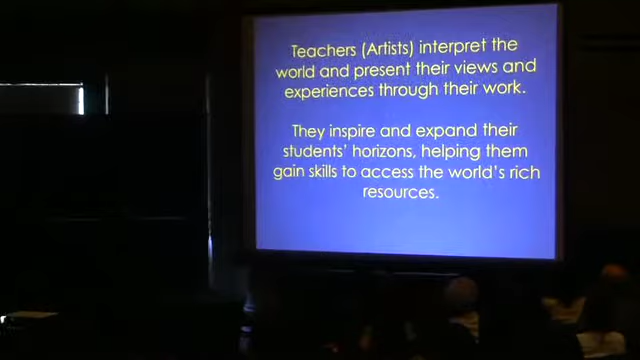 Teachers (Artists) interpret the
world and present their views and
experiences through their work.
They inspire and expand their
students' horizons, helping them
gain skills to access the world's rich
resources.